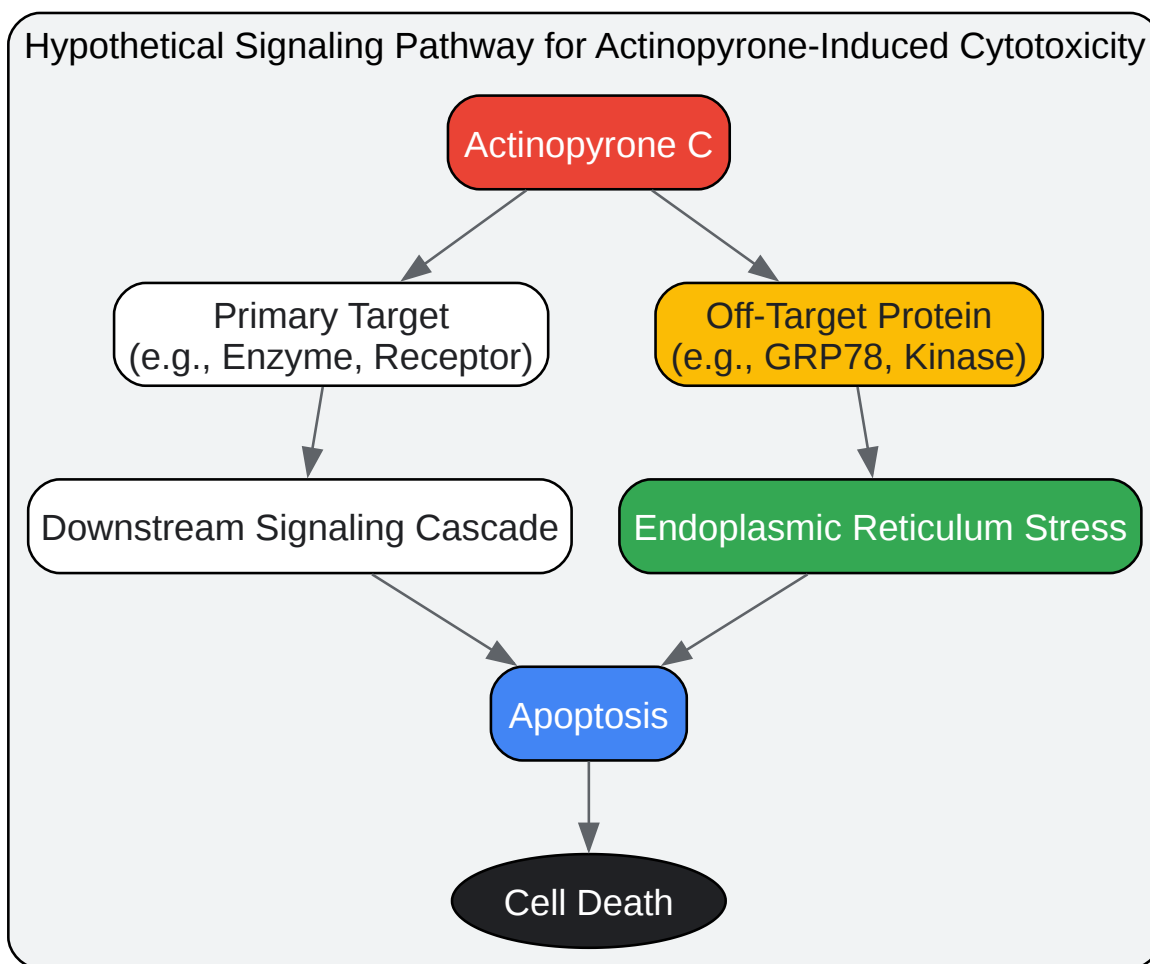 Hypothetical Signaling Pathway for Actinopyrone-Induced Cytotoxicity
Actinopyrone C
Primary Target
(e.g., Enzyme, Receptor)
Off-Target Protein
(e.g., GRP78, Kinase)
Downstream Signaling Cascade
Endoplasmic Reticulum Stress
Apoptosis
Cell Death